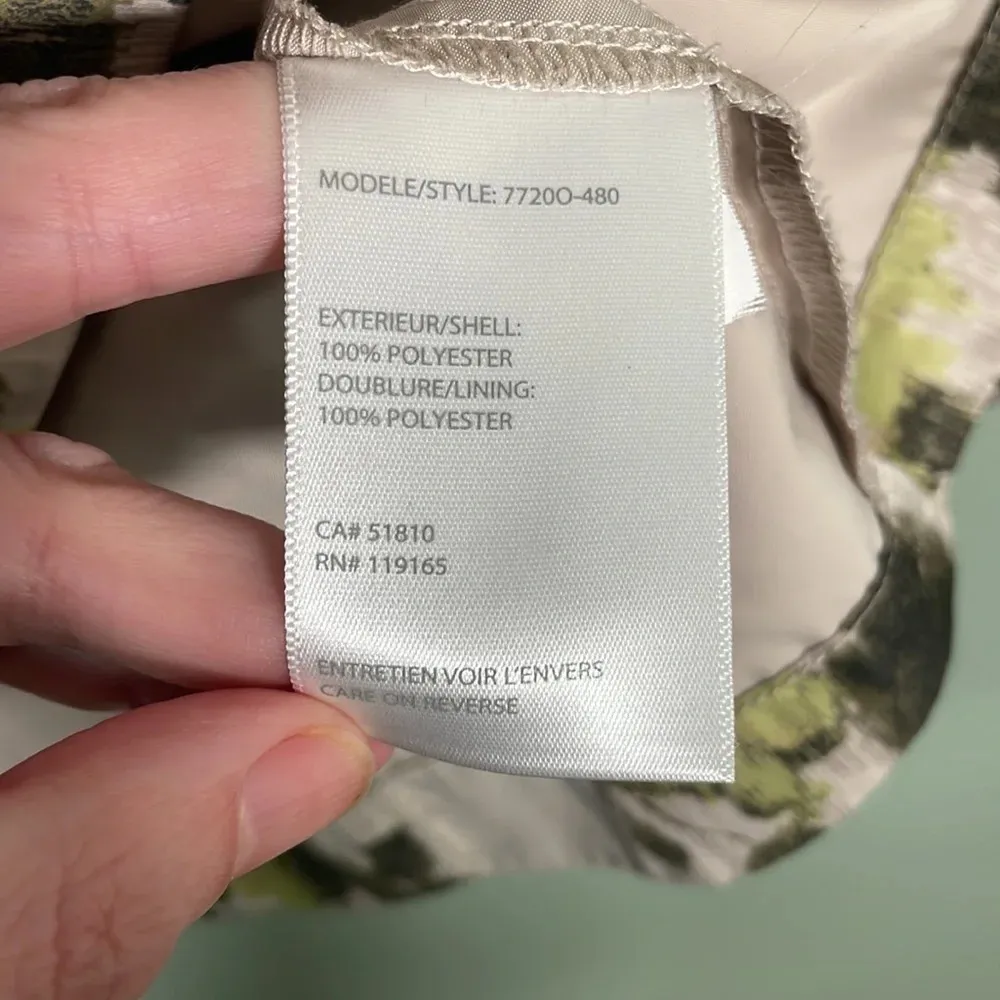 MODELE/STYLE: 7720O-480
EXTERIEUR/SHELL:
100% POLYESTER
DOUBLURE/LINING:
100% POLYESTER
CA# 51810
RN# 119165
ENTRETIEN VOIR L'ENVERS
CARE ON REVERSE